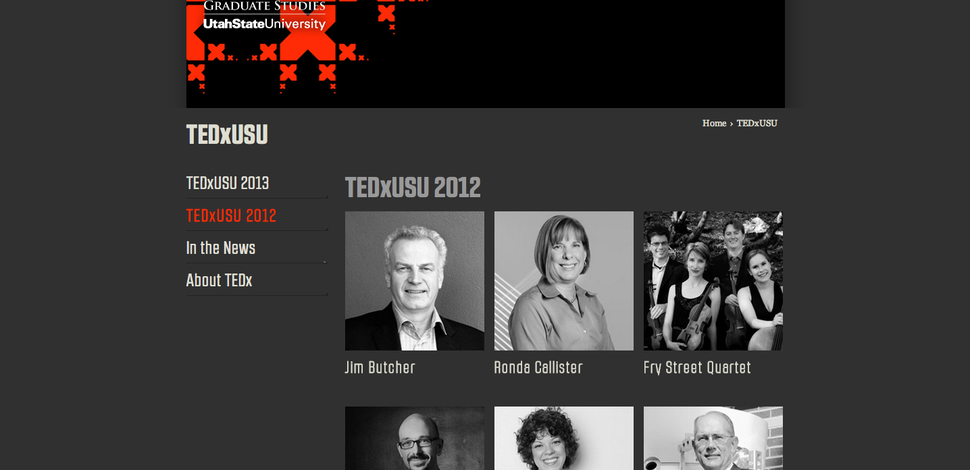 GRADUATE STUDIES
UtahStateUniversity
Home › TEDxUSU
TEDxUSU
TEDxUSU 2013
TEDxUSU 2012
In the News
About TEDx
TEDxUSU 2012
Jim Butcher
Ronda Callister
Fry Street Quartet